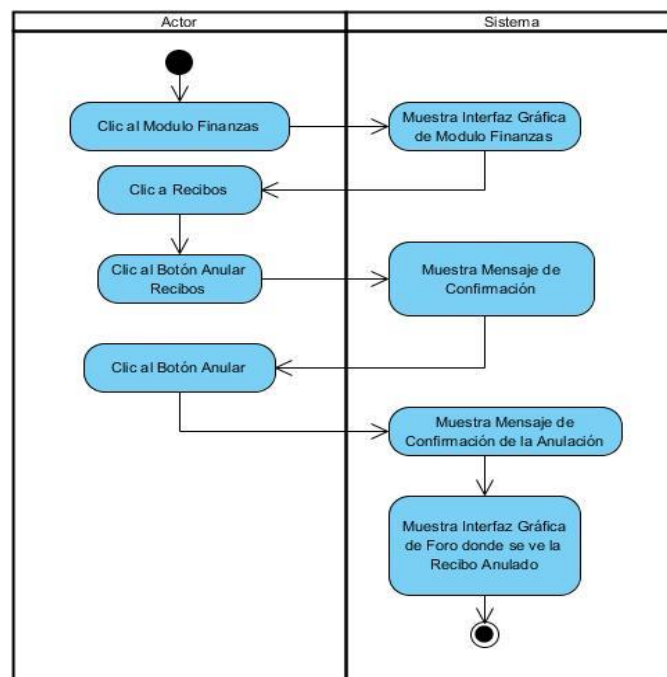 Actor
Sistema
Clic al Modulo Finanzas
Muestra Interfaz Gráfica
de Modulo Finanzas
Clic a Recibos
Clic al Botón Anular
Recibos
Muestra Mensaje de
Confirmación
Clic al Botón Anular
Muestra Mensaje de
Confirmación de la Anulación
Muestra Interfaz Gráfica
de Foro donde se ve la
Recibo Anulado